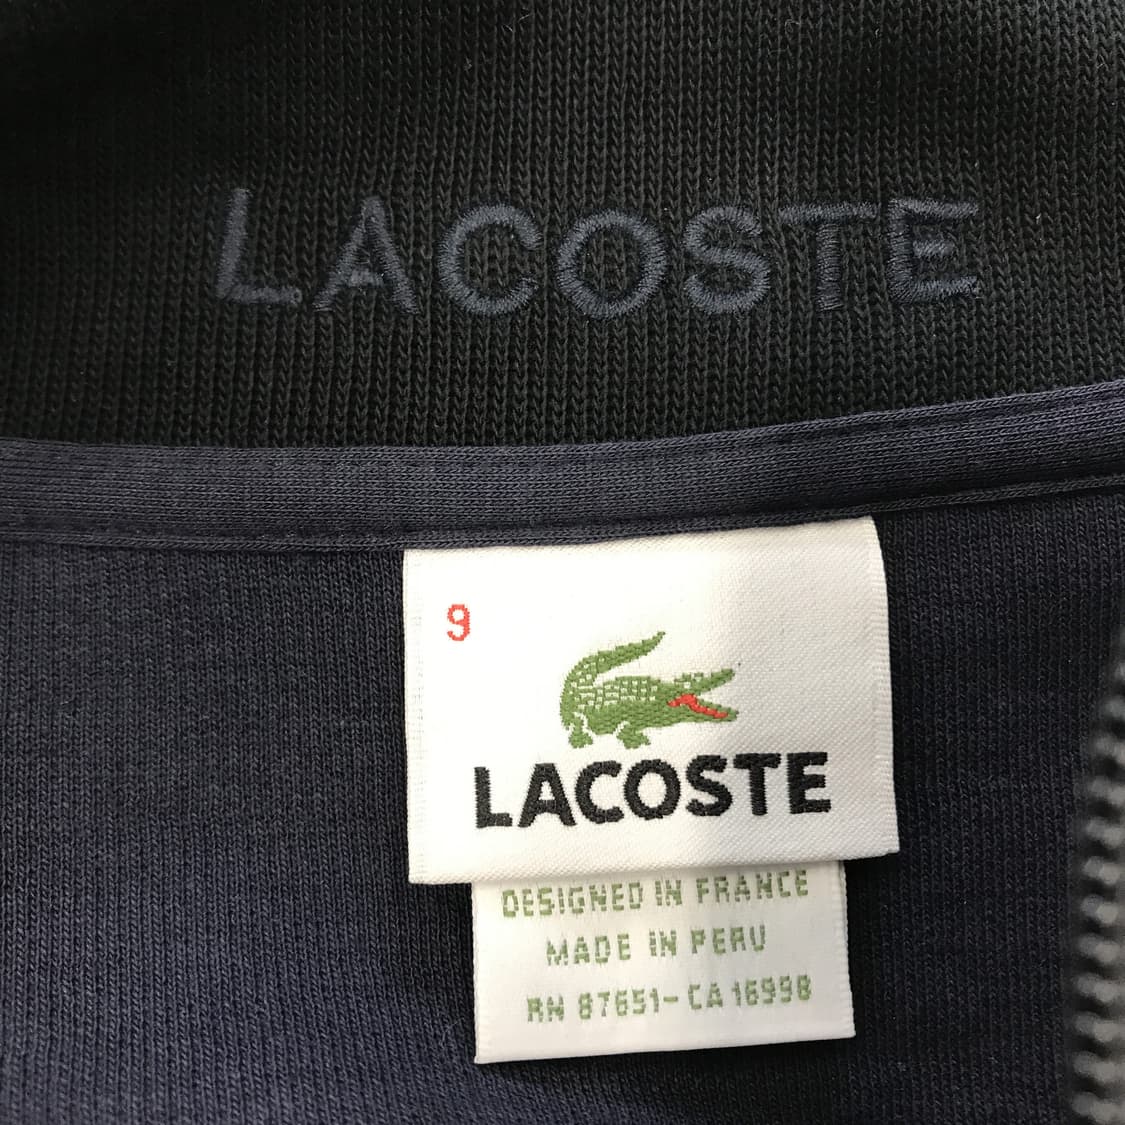 LACOSTE
9
LACOSTE
DESIGNED IN FRANCE
MADE IN PERU
RN 87651-CA 16998